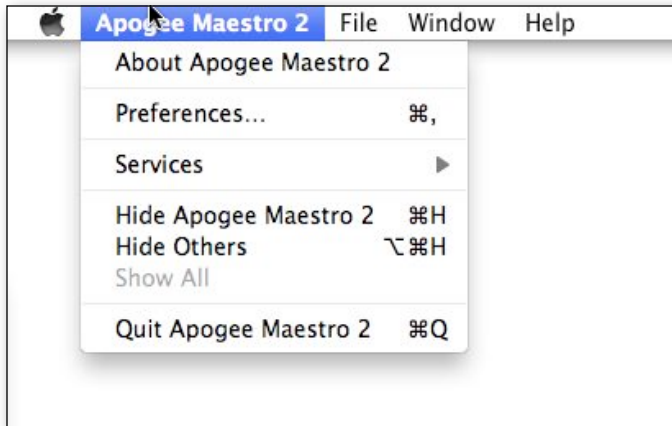 Apogee Maestro 2 File Window Help
About Apogee Maestro 2
Preferences... ⌘,
Services ▶
Hide Apogee Maestro 2 ⌘H
Hide Others ⌥⌘H
Show All
Quit Apogee Maestro 2 ⌘Q